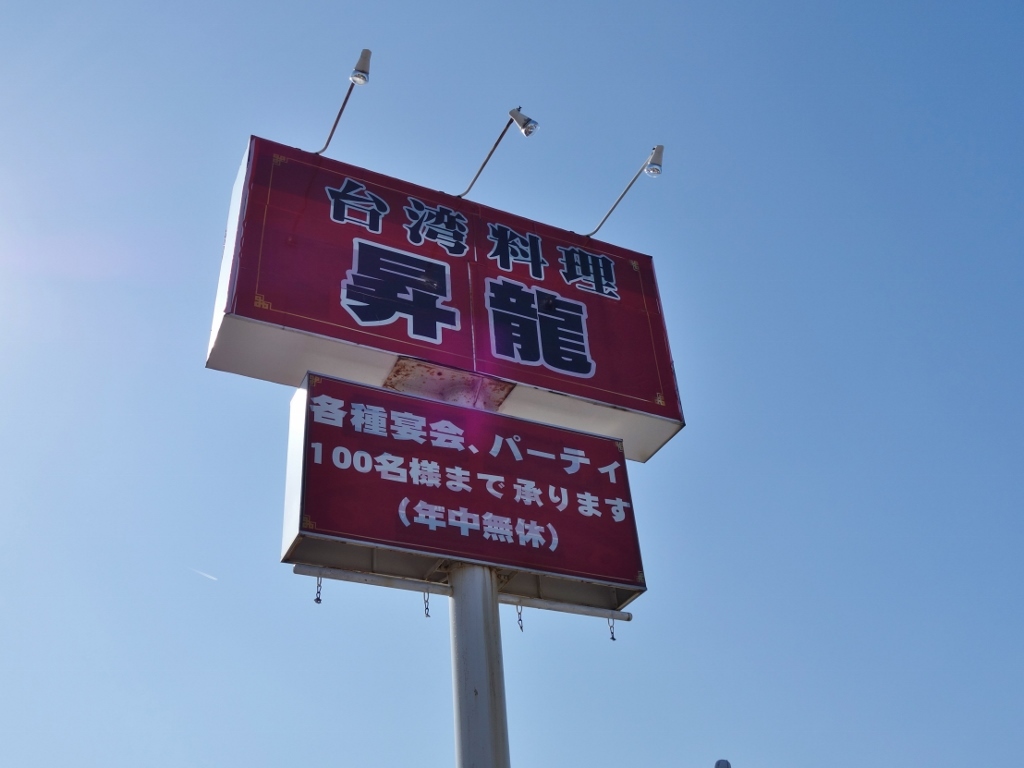 台湾料理
昇龍
各種宴会、パーティ
100名様まで承ります
(年中無休)